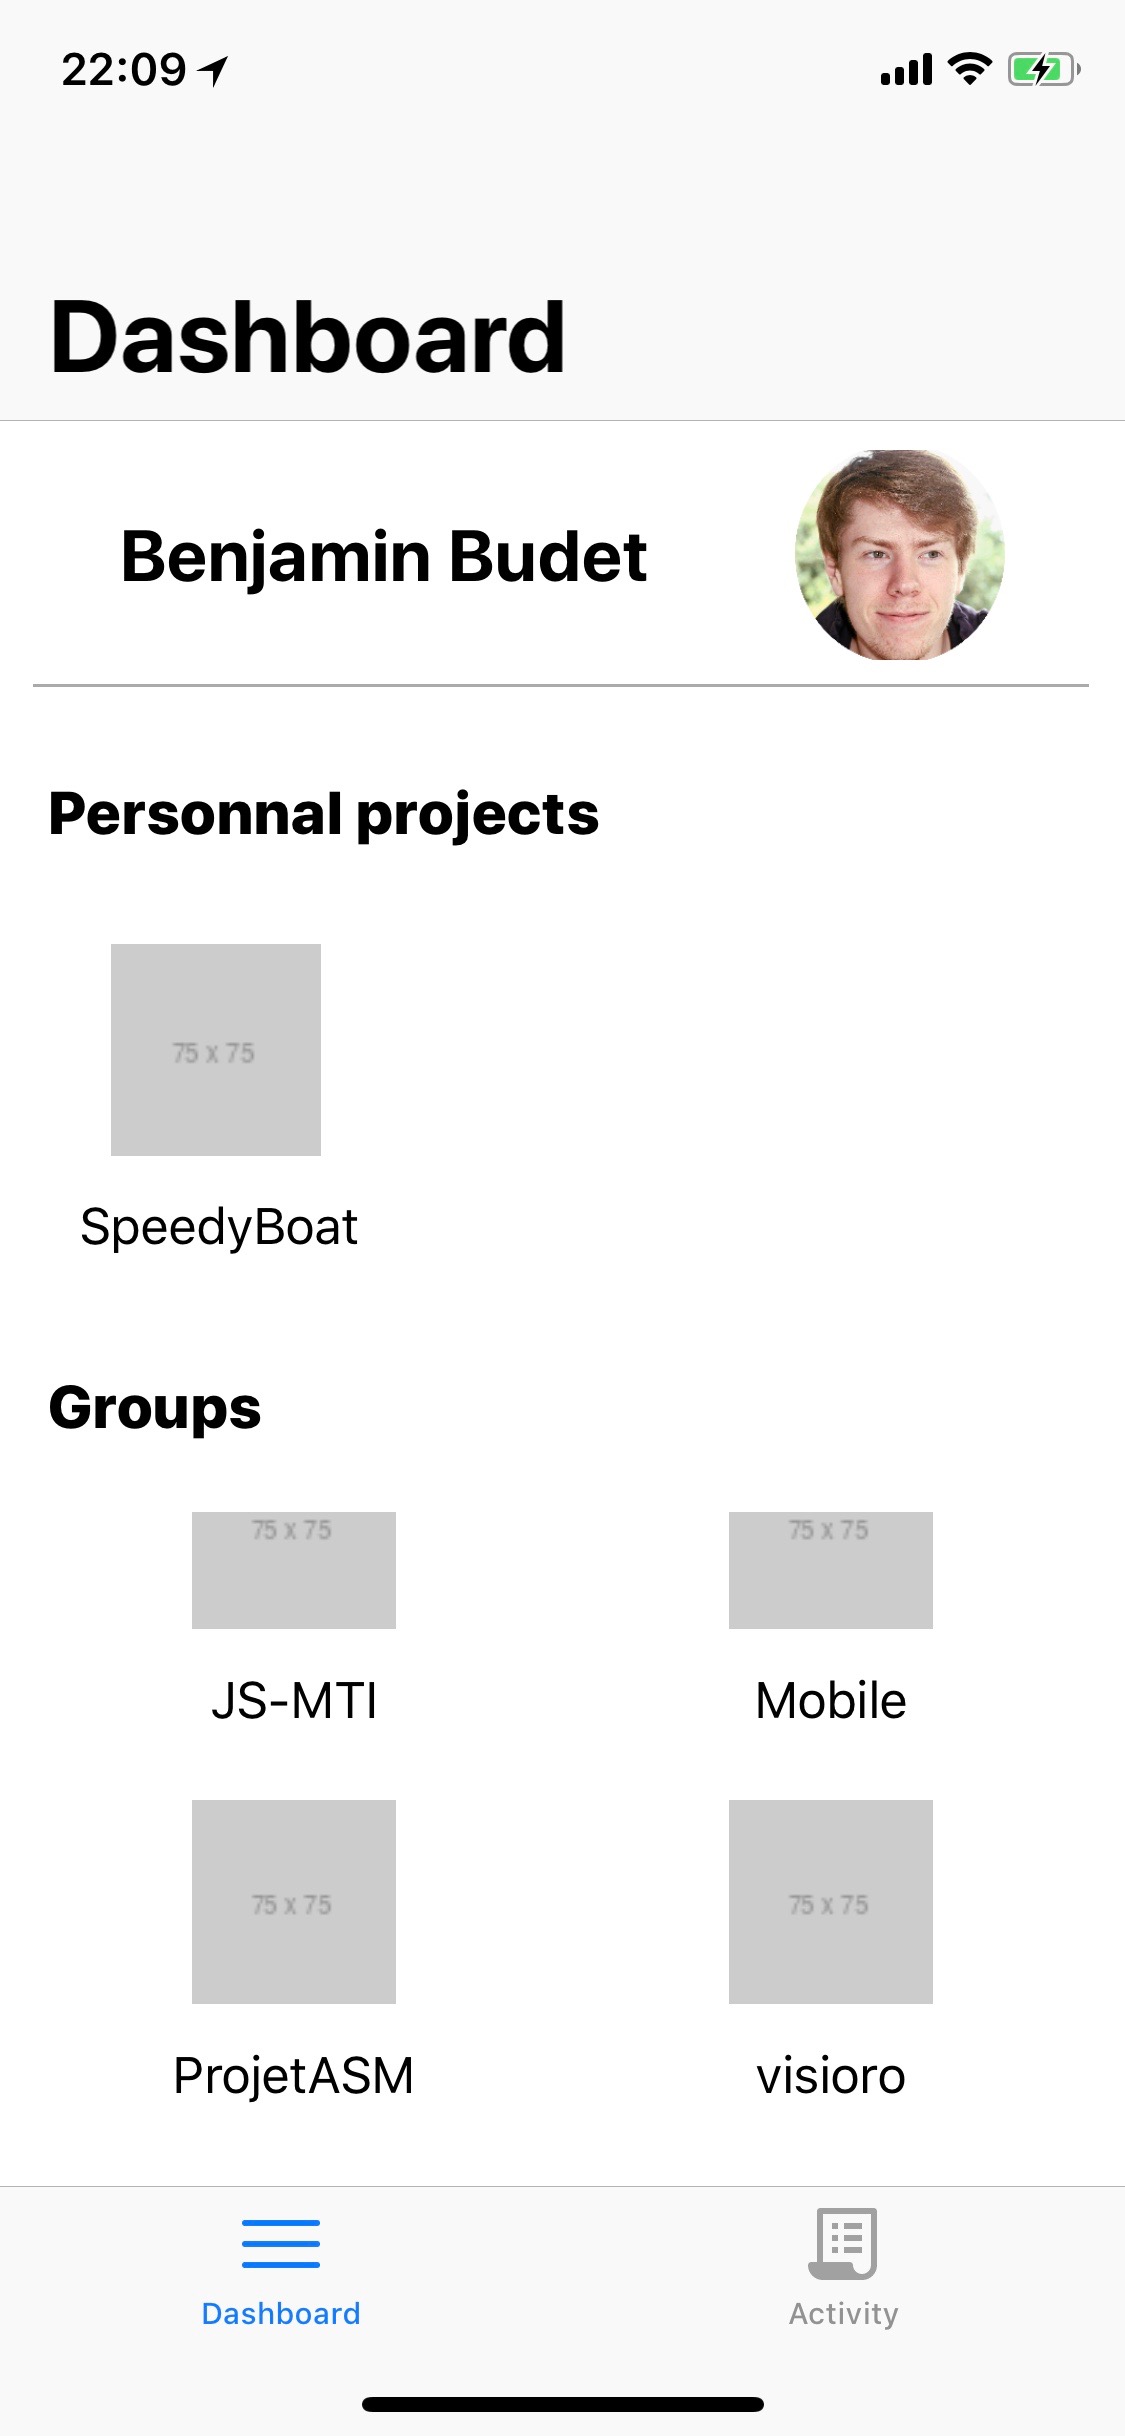 22:09
Dashboard
Benjamin Budet
Personnal projects
75 x 75
SpeedyBoat
Groups
75 x 75
75 x 75
JS-MTI
Mobile
75 x 75
75 x 75
ProjetASM
visioro
Dashboard
Activity